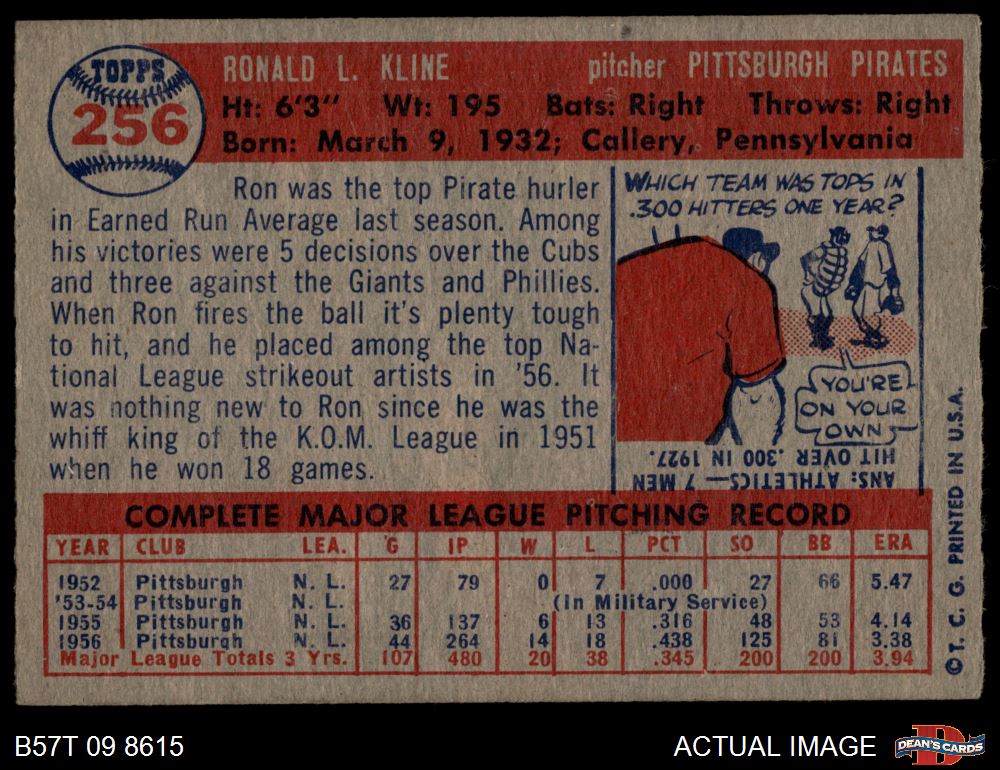 TOPPS
256
RONALD L. KLINE pitcher PITTSBURGH PIRATES
Ht: 6'3" Wt: 195 Bats: Right Throws: Right
Born: March 9, 1932; Callery, Pennsylvania
Ron was the top Pirate hurler
in Earned Run Average last season. Among
his victories were 5 decisions over the Cubs
and three against the Giants and Phillies.
When Ron fires the ball it's plenty tough
to hit, and he placed among the top Na-
tional League strikeout artists in '56. It
was nothing new to Ron since he was the
whiff king of the K.O.M. League in 1951
when he won 18 games.
WHICH TEAM WAS TOPS IN
.300 HITTERS ONE YEAR?
YOU'RE
ON YOUR
OWN
ANS: ATHLETICS—7 MEN
HIT OVER .300 IN 1927.
COMPLETE MAJOR LEAGUE PITCHING RECORD
YEAR CLUB LEA. G IP W L PCT SO BB ERA
1952 Pittsburgh N. L. 27 79 0 7 .000 27 66 5.47
'53-54 Pittsburgh N. L. (In Military Service)
1955 Pittsburgh N. L. 36 137 6 13 .316 48 53 4.14
1956 Pittsburgh N. L. 44 264 14 18 .438 125 81 3.38
Major League Totals 3 Yrs. 107 480 20 38 .345 200 200 3.94
© T. C. G. PRINTED IN U.S.A.
B57T 09 8615
ACTUAL IMAGE
D
DEAN'S CARDS